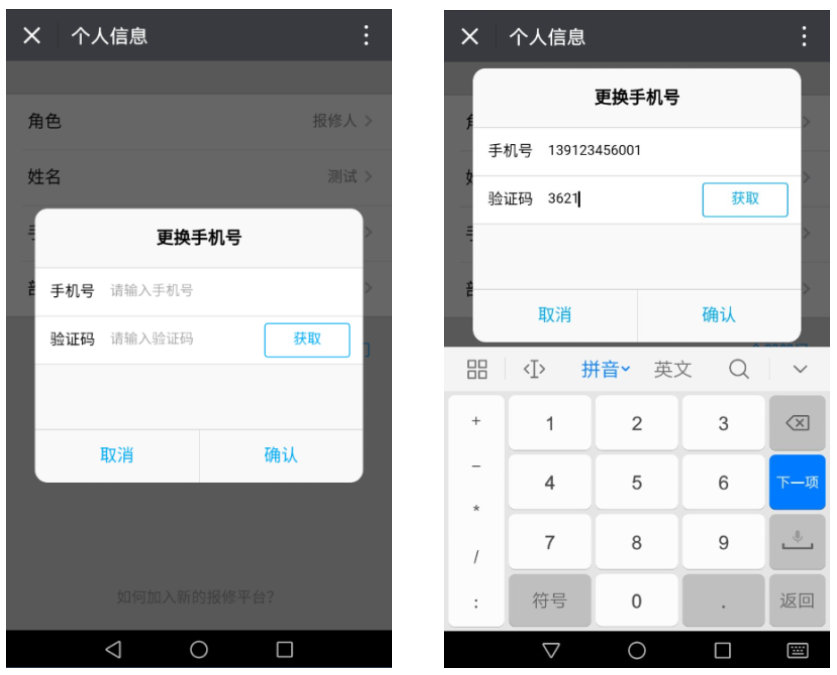 个人信息
角色 报修人
姓名 测试
更换手机号
手机号 请输入手机号
验证码 请输入验证码 获取
取消 确认
如何加入新的报修平台?
个人信息
更换手机号
手机号 139123456001
验证码 3621 获取
取消 确认
拼音 英文
+ 1 2 3
- 4 5 6 下一项
*
/ 7 8 9
: 符号 0 . 返回